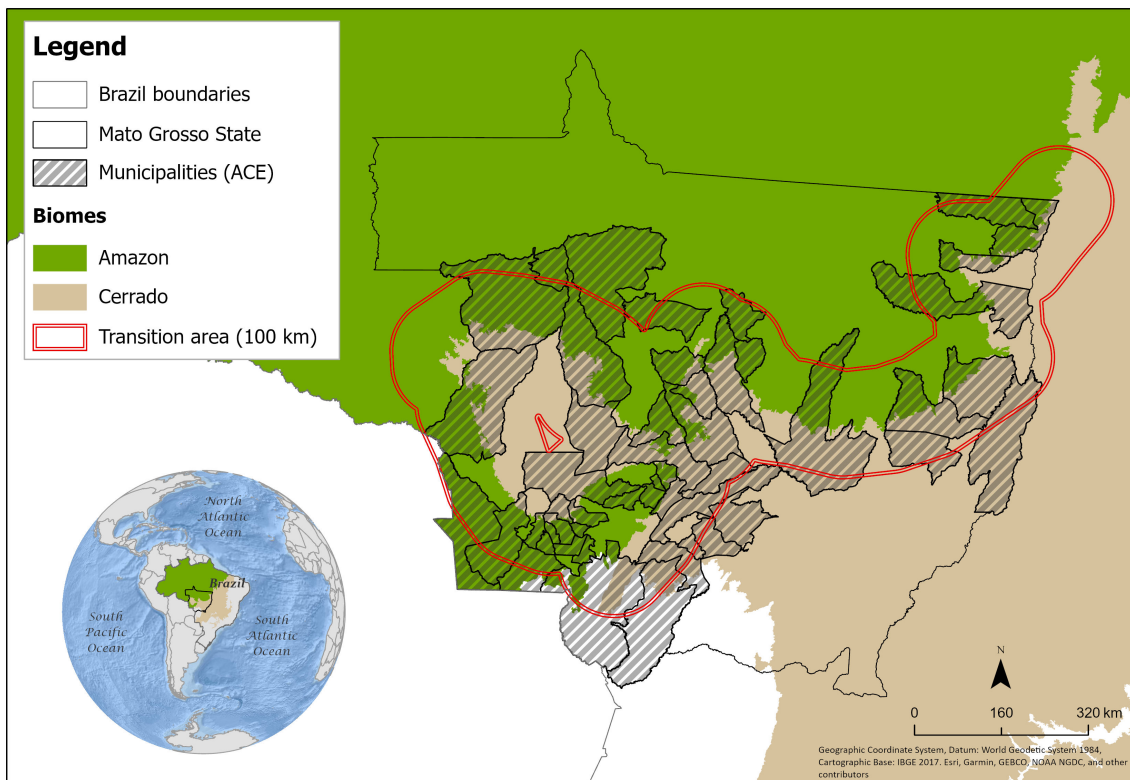 Legend
Brazil boundaries
Mato Grosso State
Municipalities (ACE)
Biomes
Amazon
Cerrado
Transition area (100 km)
North
Atlantic
Ocean
Brazil
South
Pacific
Ocean
South
Atlantic
Ocean
N
0 160 320 km
Geographic Coordinate System, Datum: World Geodetic System 1984,
Cartographic Base: IBGE 2017. Esri, Garmin, GEBCO, NOAA NGDC, and other
contributors